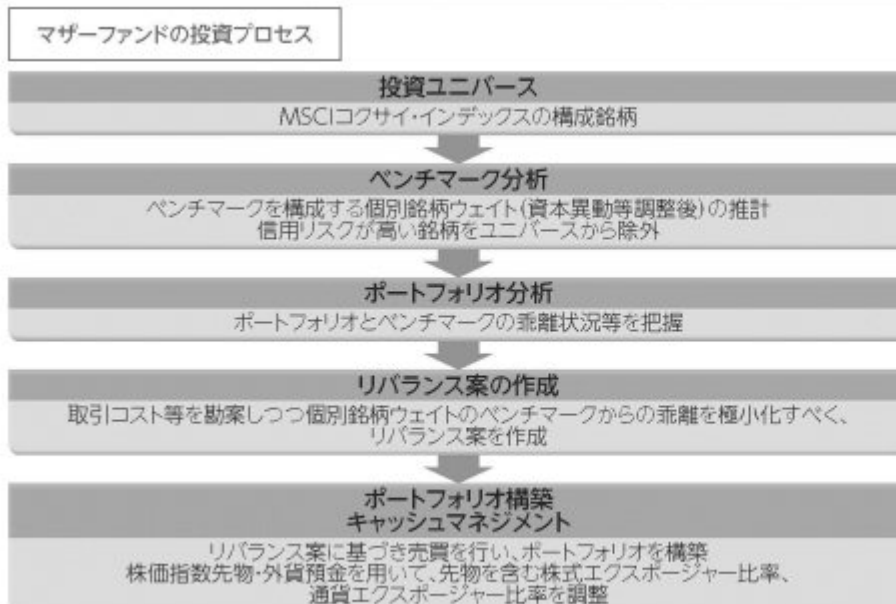 マザーファンドの投資プロセス
投資ユニバース
MSCIコクサイ・インデックスの構成銘柄
ベンチマーク分析
ベンチマークを構成する個別銘柄ウェイト(資本異動等調整後)の推計
信用リスクが高い銘柄をユニバースから除外
ポートフォリオ分析
ポートフォリオとベンチマークの乖離状況等を把握
リバランス案の作成
取引コスト等を勘案しつつ個別銘柄ウェイトのベンチマークからの乖離を極小化すべく、
リバランス案を作成
ポートフォリオ構築
キャッシュマネジメント
リバランス案に基づき売買を行い、ポートフォリオを構築
株価指数先物・外貨預金を用いて、先物を含む株式エクスポージャー比率、
通貨エクスポージャー比率を調整